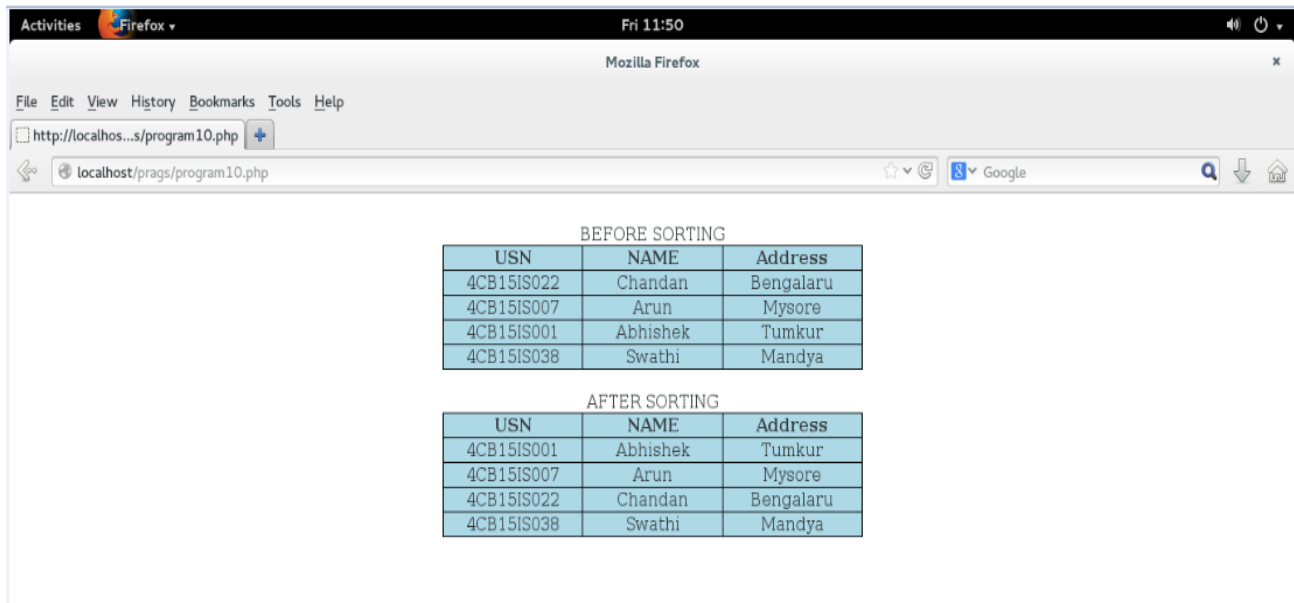 Activities Firefox Fri 11:50
Mozilla Firefox
File Edit View History Bookmarks Tools Help
http://localhos...s/program10.php
localhost/prags/program10.php 8 Google
BEFORE SORTING
USN NAME Address
4CB15IS022 Chandan Bengalaru
4CB15IS007 Arun Mysore
4CB15IS001 Abhishek Tumkur
4CB15IS038 Swathi Mandya
AFTER SORTING
USN NAME Address
4CB15IS001 Abhishek Tumkur
4CB15IS007 Arun Mysore
4CB15IS022 Chandan Bengalaru
4CB15IS038 Swathi Mandya